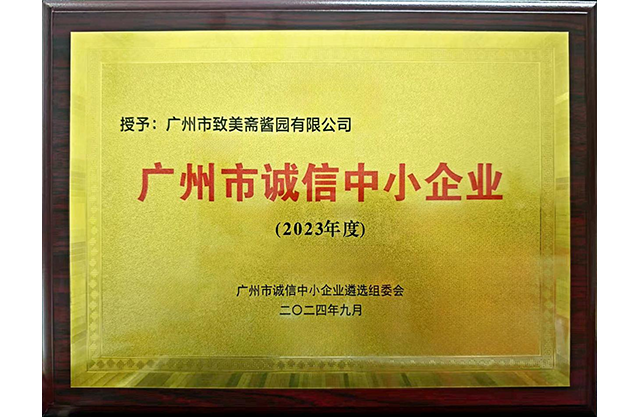 授予：广州市致美斋酱园有限公司
广州市诚信中小企业
(2023年度)
广州市诚信中小企业遴选组委会
二〇二四年九月